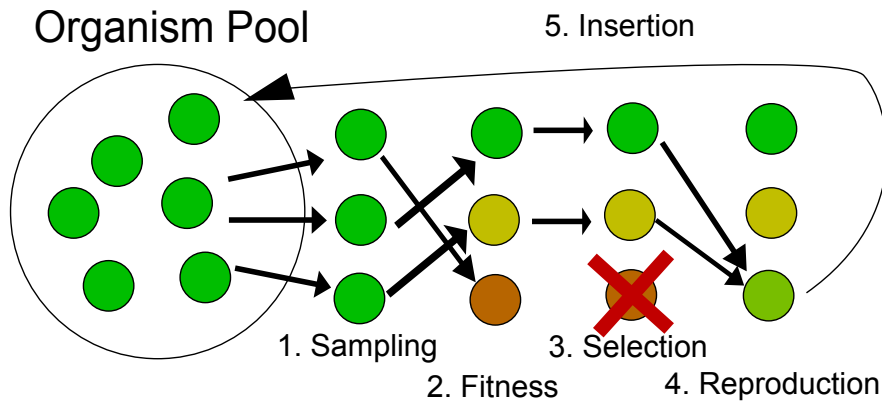 Organism Pool
5. Insertion
1. Sampling
2. Fitness
3. Selection
4. Reproduction